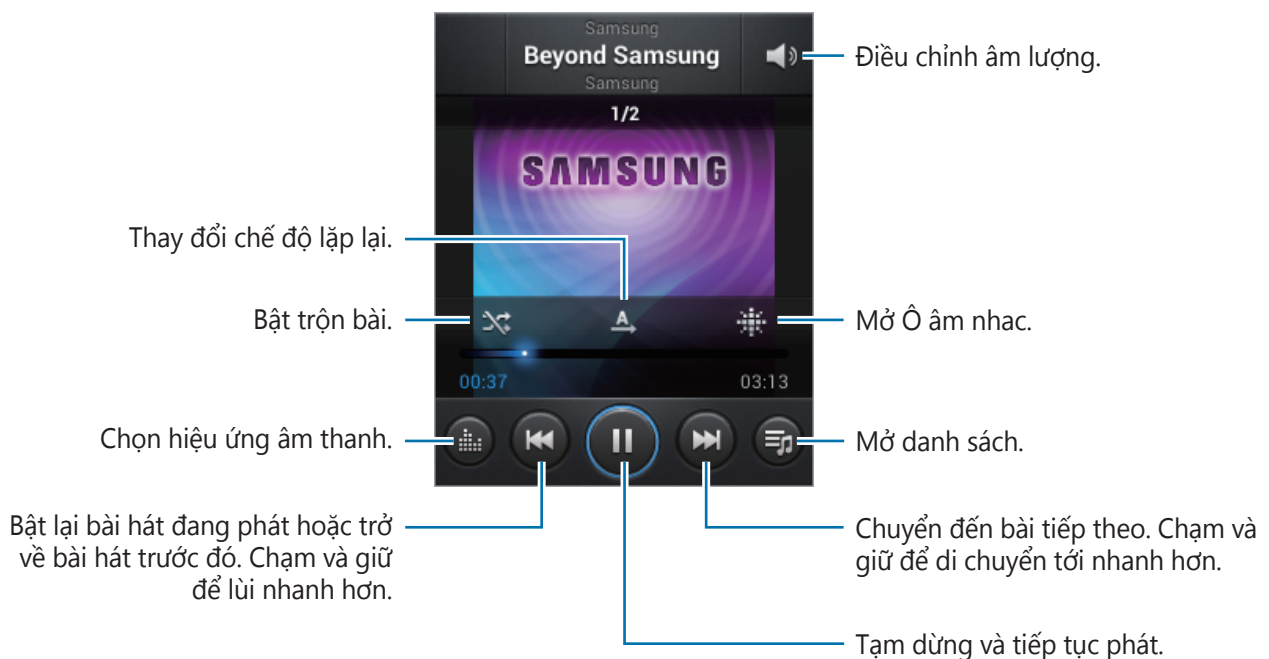 Samsung
Beyond Samsung
Samsung
Điều chỉnh âm lượng.
1/2
SAMSUNG
Thay đổi chế độ lặp lại.
Bật trộn bài.
A
Mở Ô âm nhac.
00:37
03:13
Chọn hiệu ứng âm thanh.
Mở danh sách.
Bật lại bài hát đang phát hoặc trở
về bài hát trước đó. Chạm và giữ
để lùi nhanh hơn.
Chuyển đến bài tiếp theo. Chạm và
giữ để di chuyển tới nhanh hơn.
Tạm dừng và tiếp tục phát.